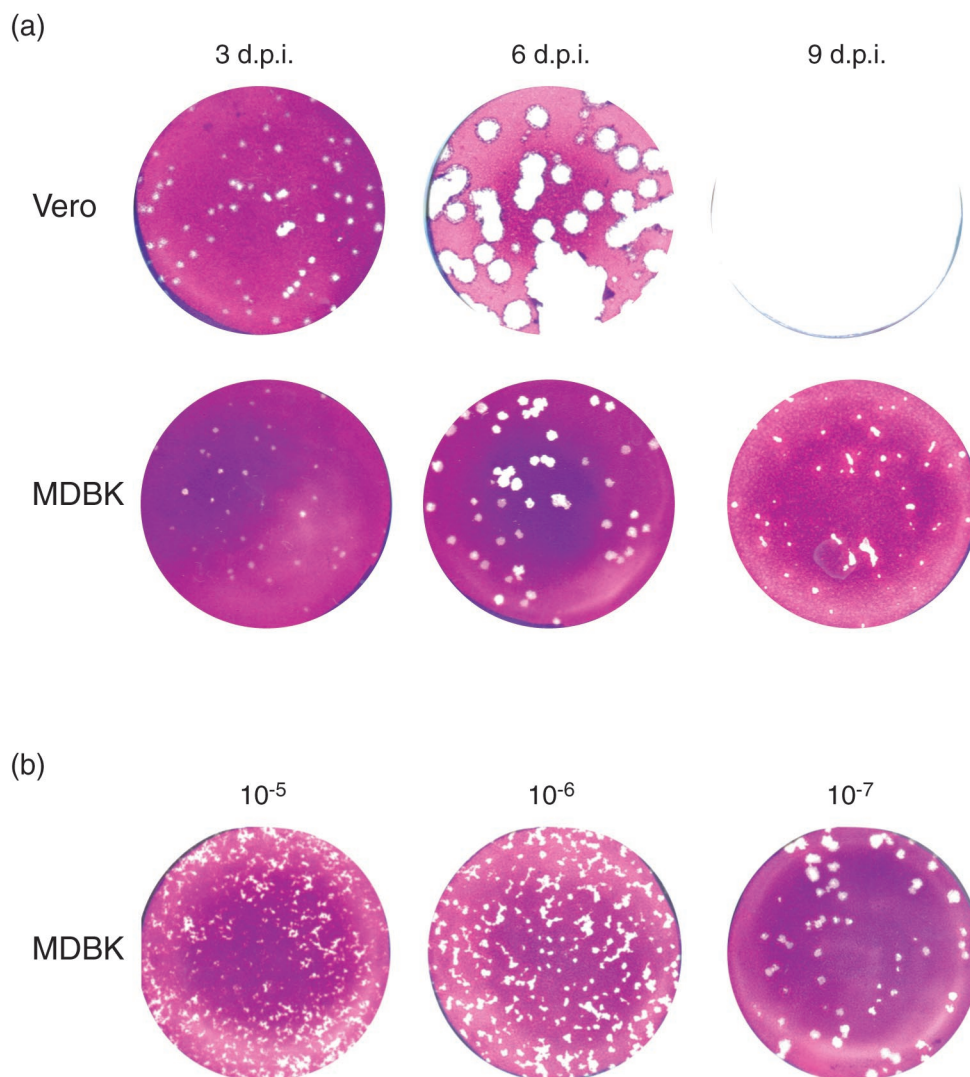 (a)
3 d.p.i. 6 d.p.i. 9 d.p.i.
Vero
MDBK
(b)
10⁻⁵ 10⁻⁶ 10⁻⁷
MDBK